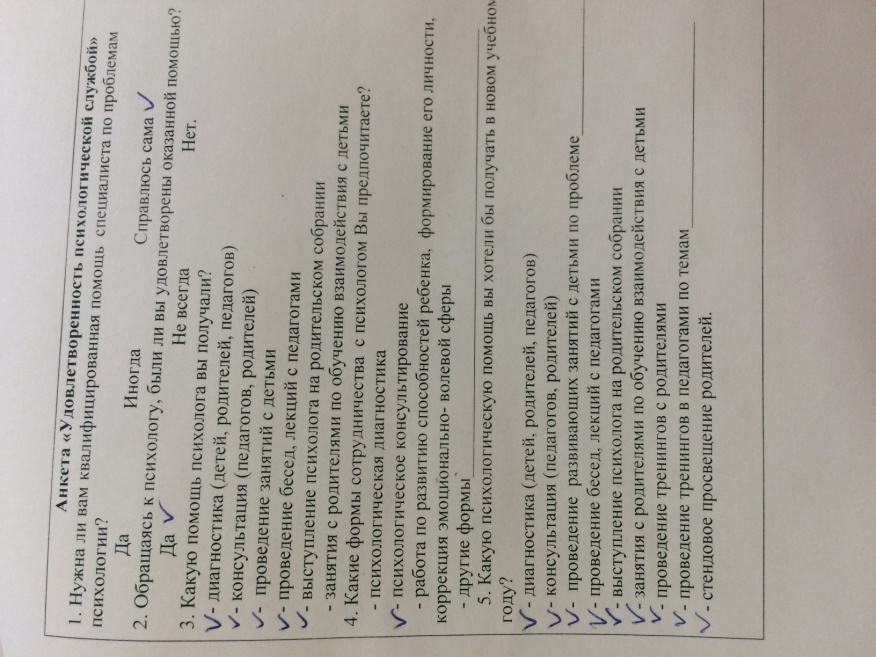 Анкета «Удовлетворенность психологической службой»
1. Нужна ли вам квалифицированная помощь специалиста по проблемам
психологии?
Да Иногда Справлюсь сама ✓
2. Обращаясь к психологу, были ли вы удовлетворены оказанной помощью?
Да ✓ Не всегда Нет.
3. Какую помощь психолога вы получали?
✓- диагностика (детей, родителей, педагогов)
✓- консультация (педагогов, родителей)
✓- проведение занятий с детьми
✓- проведение бесед, лекций с педагогами
✓- выступление психолога на родительском собрании
- занятия с родителями по обучению взаимодействия с детьми
4. Какие формы сотрудничества с психологом Вы предпочитаете?
- психологическая диагностика
✓- психологическое консультирование
- работа по развитию способностей ребенка, формирование его личности,
коррекция эмоционально- волевой сферы
- другие формы
5. Какую психологическую помощь вы хотели бы получать в новом учебном
году?
✓- диагностика (детей, родителей, педагогов)
✓- консультация (педагогов, родителей)
✓- проведение развивающих занятий с детьми по проблеме
✓- проведение бесед, лекций с педагогами
✓- выступление психолога на родительском собрании
✓- занятия с родителями по обучению взаимодействия с детьми
✓- проведение тренингов с родителями
✓- проведение тренингов в педагогами по темам
✓- стендовое просвещение родителей.